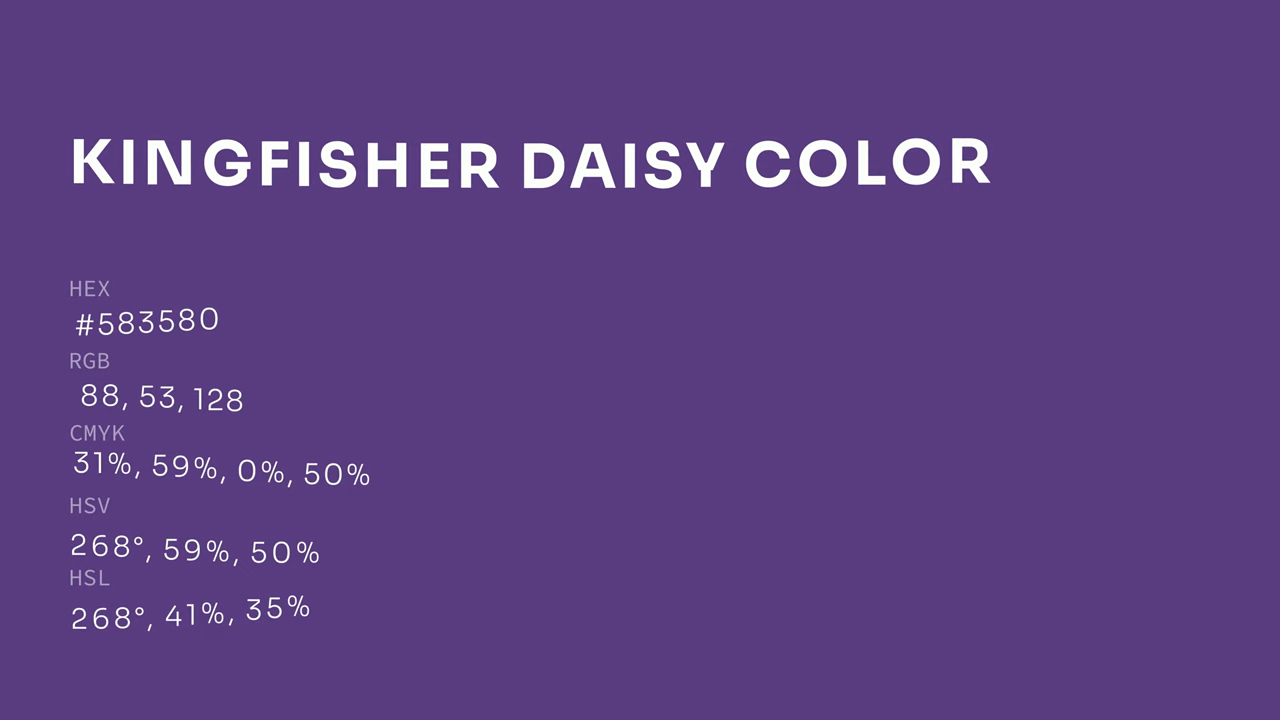 KINGFISHER DAISY COLOR
HEX
#583580
RGB
88, 53, 128
CMYK
31%, 59%, 0%, 50%
HSV
268°, 59%, 50%
HSL
268°, 41%, 35%